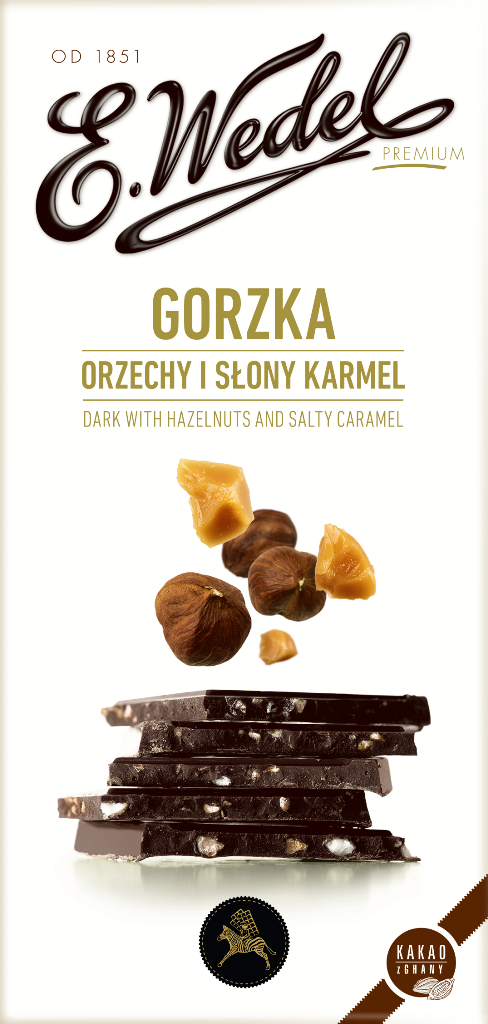 OD 1851
E. Wedel
PREMIUM
GORZKA
ORZECHY I SŁONY KARMEL
DARK WITH HAZELNUTS AND SALTY CARAMEL
KAKAO
z GHANY